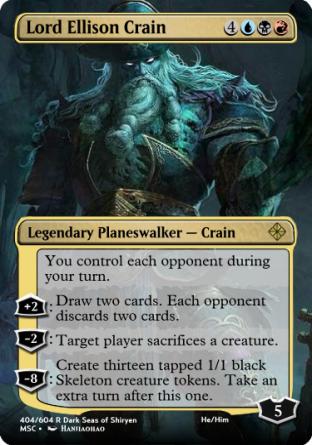 Lord Ellison Crain 4
Legendary Planeswalker — Crain
You control each opponent during
your turn.
+2: Draw two cards. Each opponent
discards two cards.
-2: Target player sacrifices a creature.
Create thirteen tapped 1/1 black
-8: Skeleton creature tokens. Take an
extra turn after this one.
5
404/604 R Dark Seas of Shiryen He/Him
MSC • HANJIAOHAO